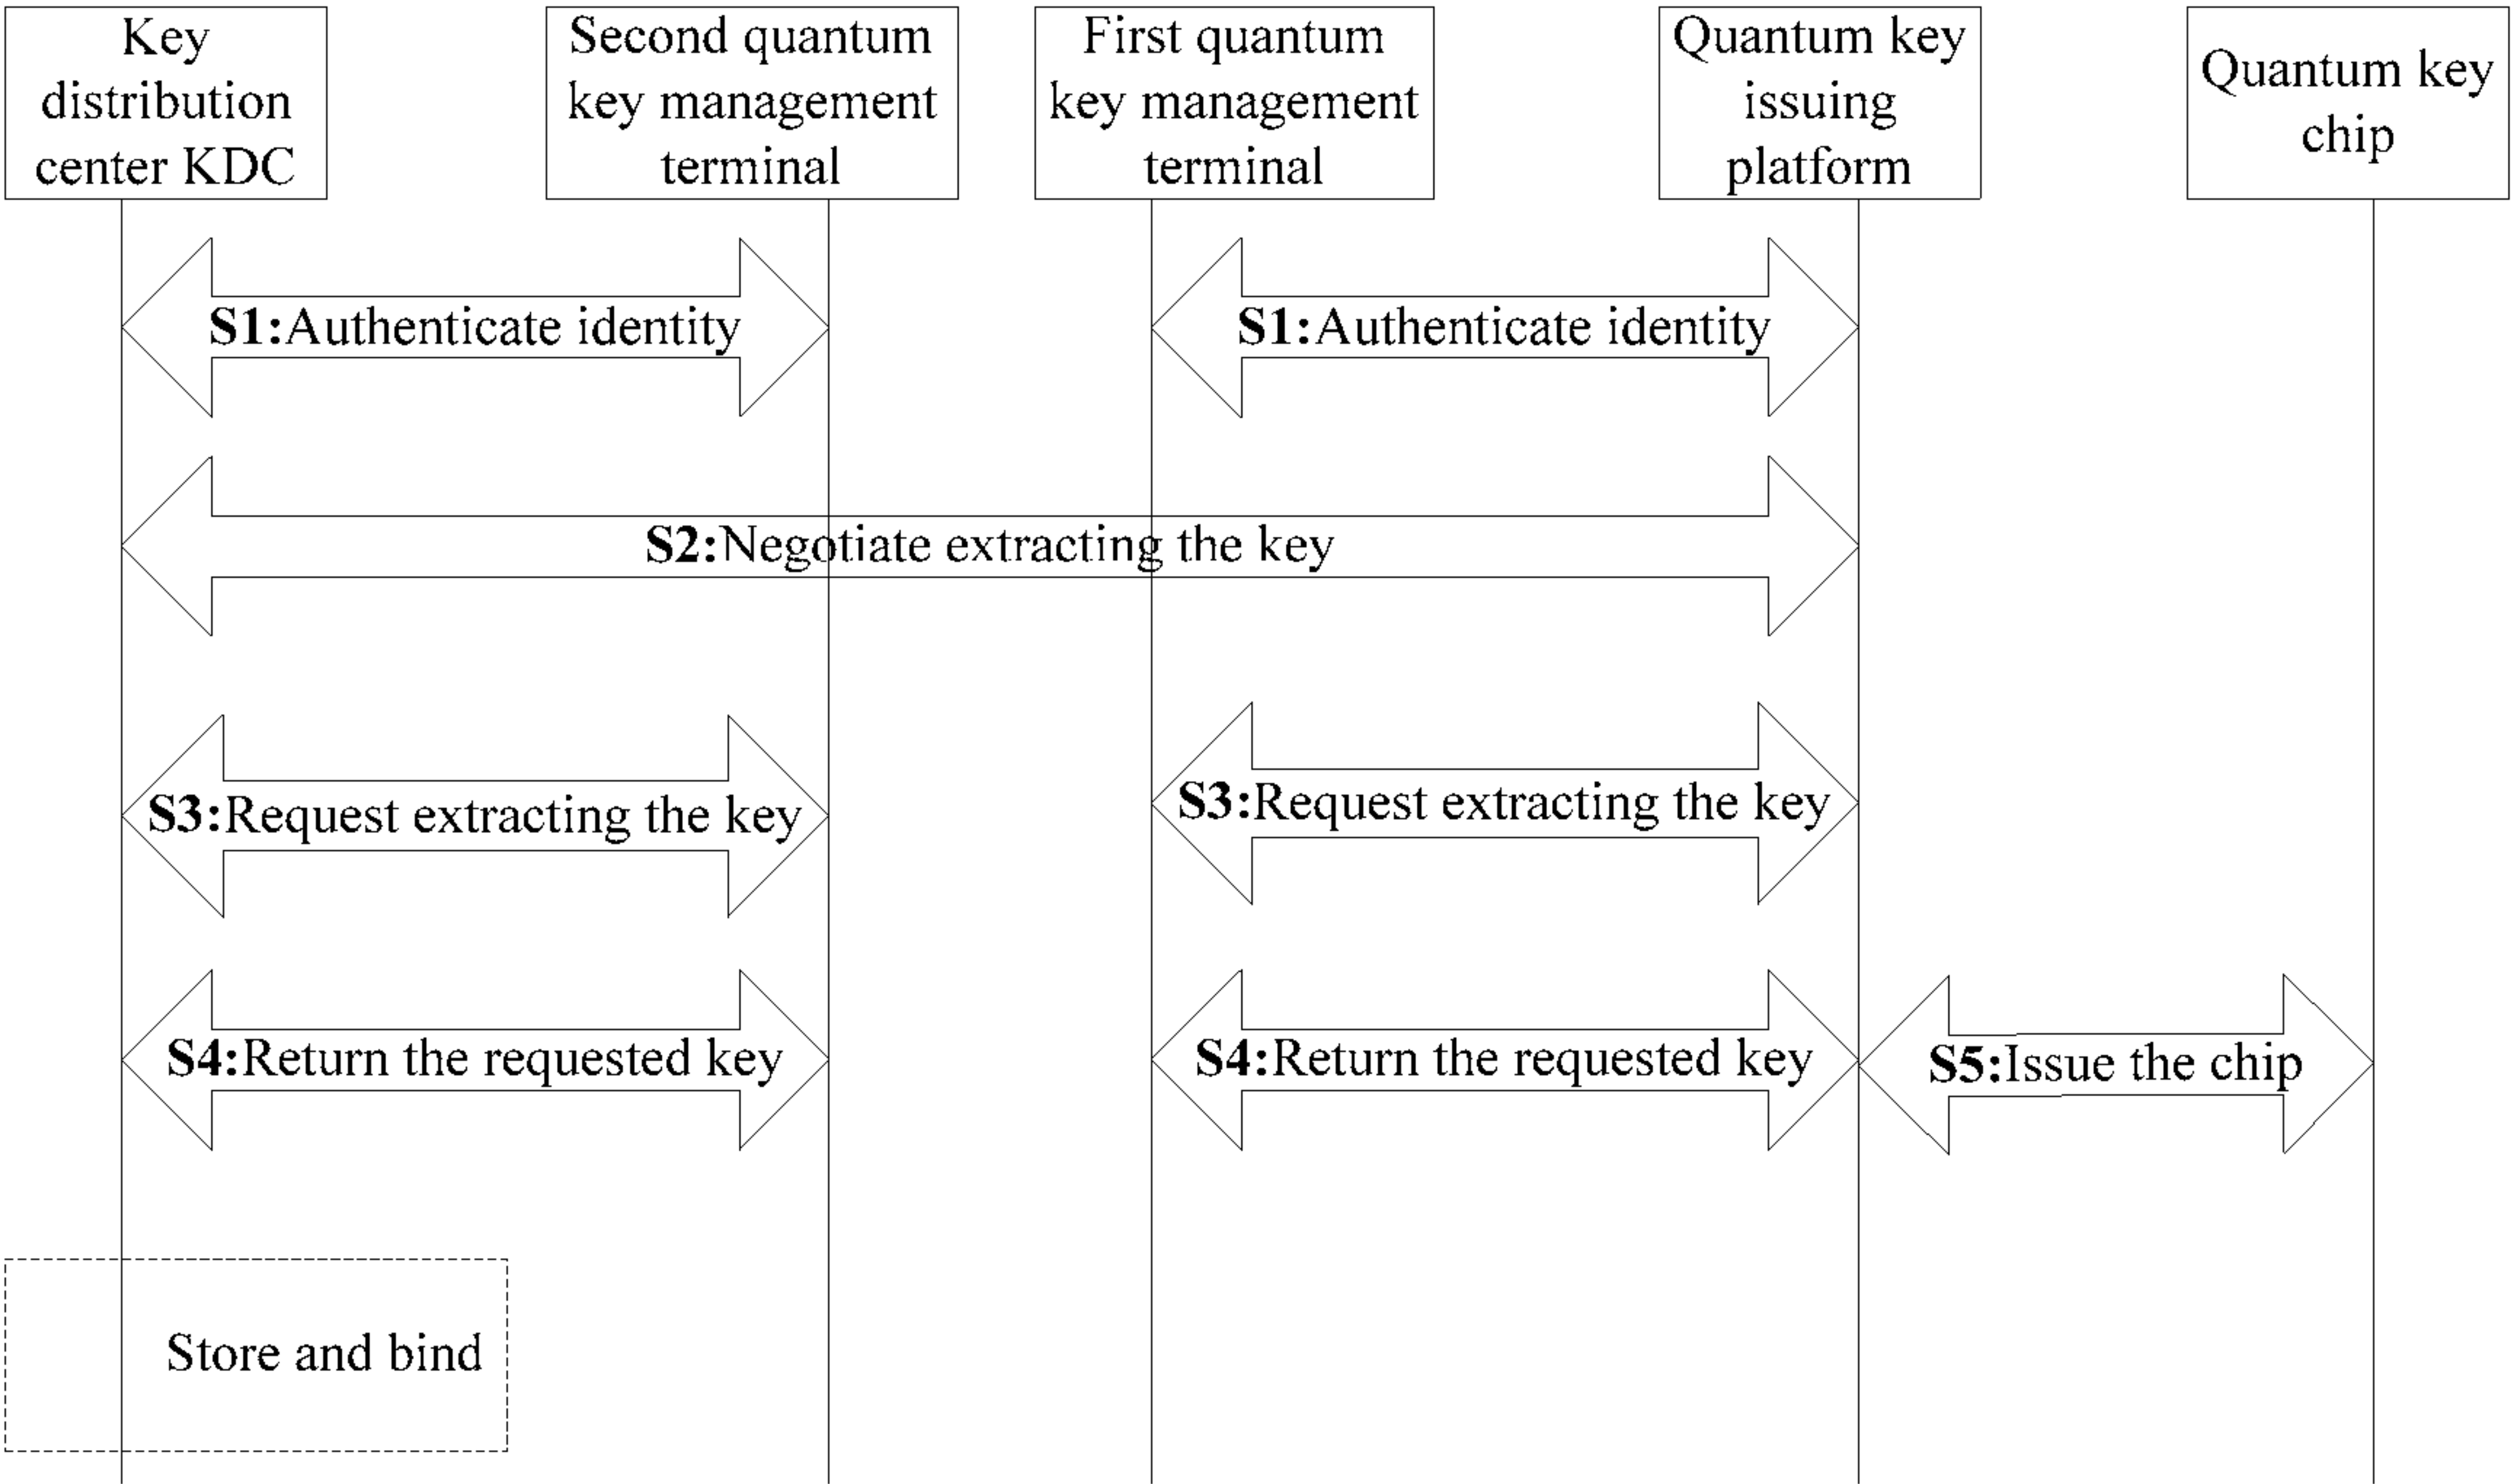 Key
distribution
center KDC
Second quantum
key management
terminal
First quantum
key management
terminal
Quantum key
issuing
platform
Quantum key
chip
S1:Authenticate identity
S1:Authenticate identity
S2:Negotiate extracting the key
S3:Request extracting the key
S3:Request extracting the key
S4:Return the requested key
S4:Return the requested key
S5:Issue the chip
Store and bind